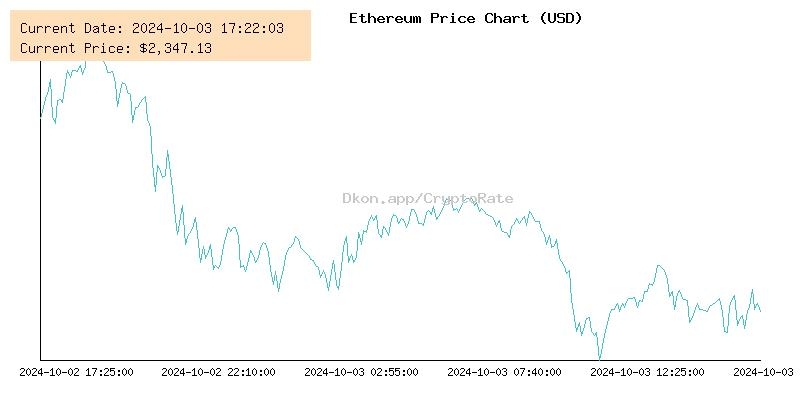 Ethereum Price Chart (USD)
Current Date: 2024-10-03 17:22:03
Current Price: $2,347.13
Dkon.app/CryptoRate
2024-10-02 17:25:00 2024-10-02 22:10:00 2024-10-03 02:55:00 2024-10-03 07:40:00 2024-10-03 12:25:00 2024-10-03